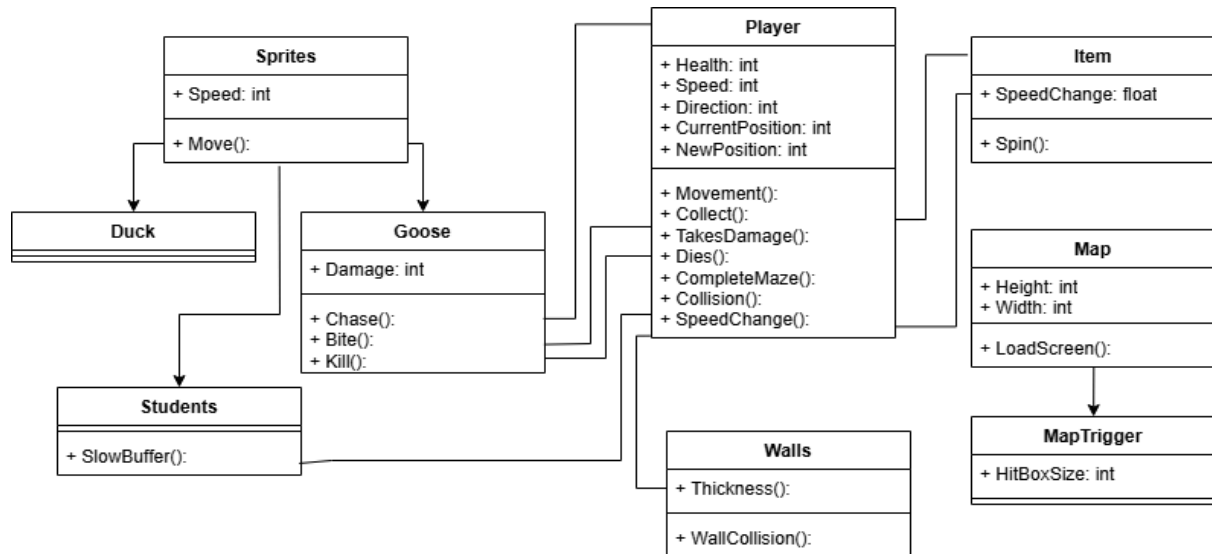 Sprites
+ Speed: int
+ Move():
Duck
Goose
+ Damage: int
+ Chase():
+ Bite():
+ Kill():
Students
+ SlowBuffer():
Player
+ Health: int
+ Speed: int
+ Direction: int
+ CurrentPosition: int
+ NewPosition: int
+ Movement():
+ Collect():
+ TakesDamage():
+ Dies():
+ CompleteMaze():
+ Collision():
+ SpeedChange():
Walls
+ Thickness():
+ WallCollision():
Item
+ SpeedChange: float
+ Spin():
Map
+ Height: int
+ Width: int
+ LoadScreen():
MapTrigger
+ HitBoxSize: int